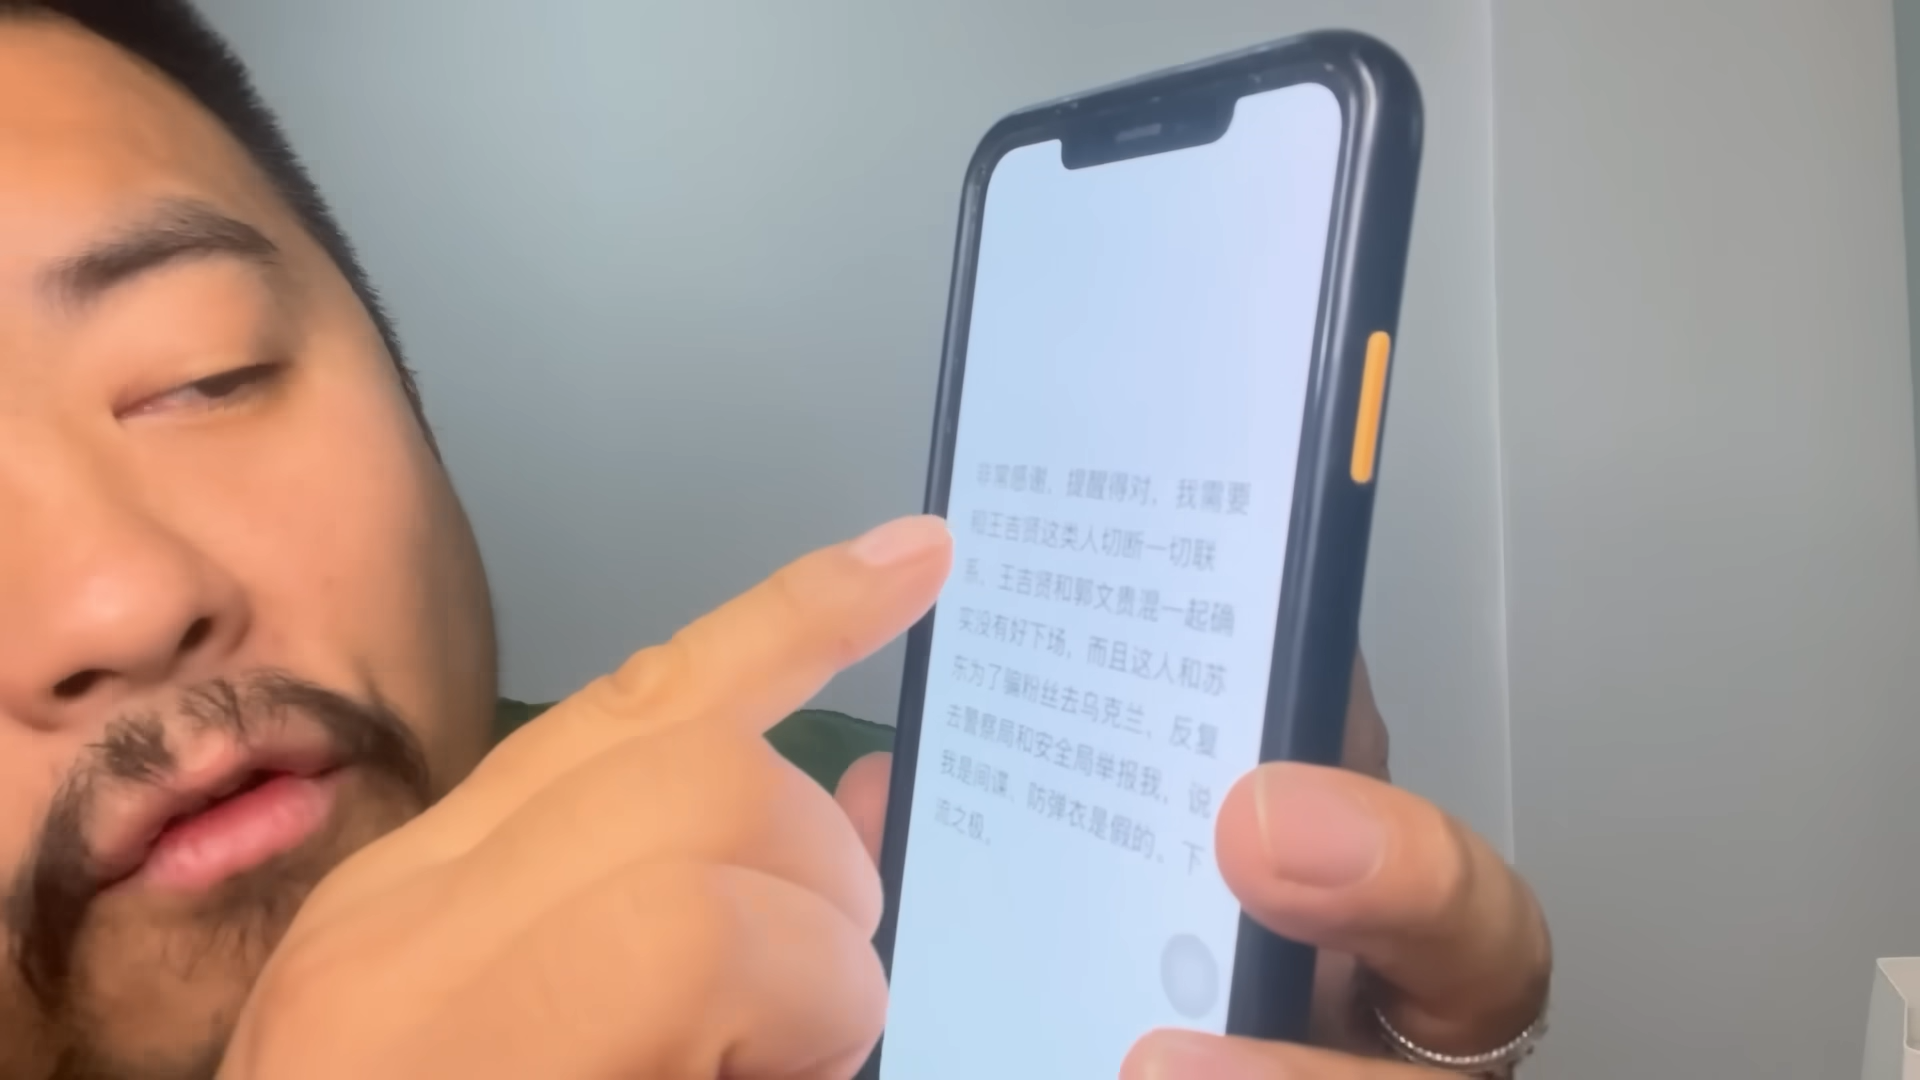 非常感谢，提醒得对，我需要
和王吉贤这类人切断一切联
系，王吉贤和郭文贵混一起确
实没有好下场，而且这人和苏
东为了骗粉丝去乌克兰，反复
去警察局和安全局举报我，说
我是间谍、防弹衣是假的。下
流之极。